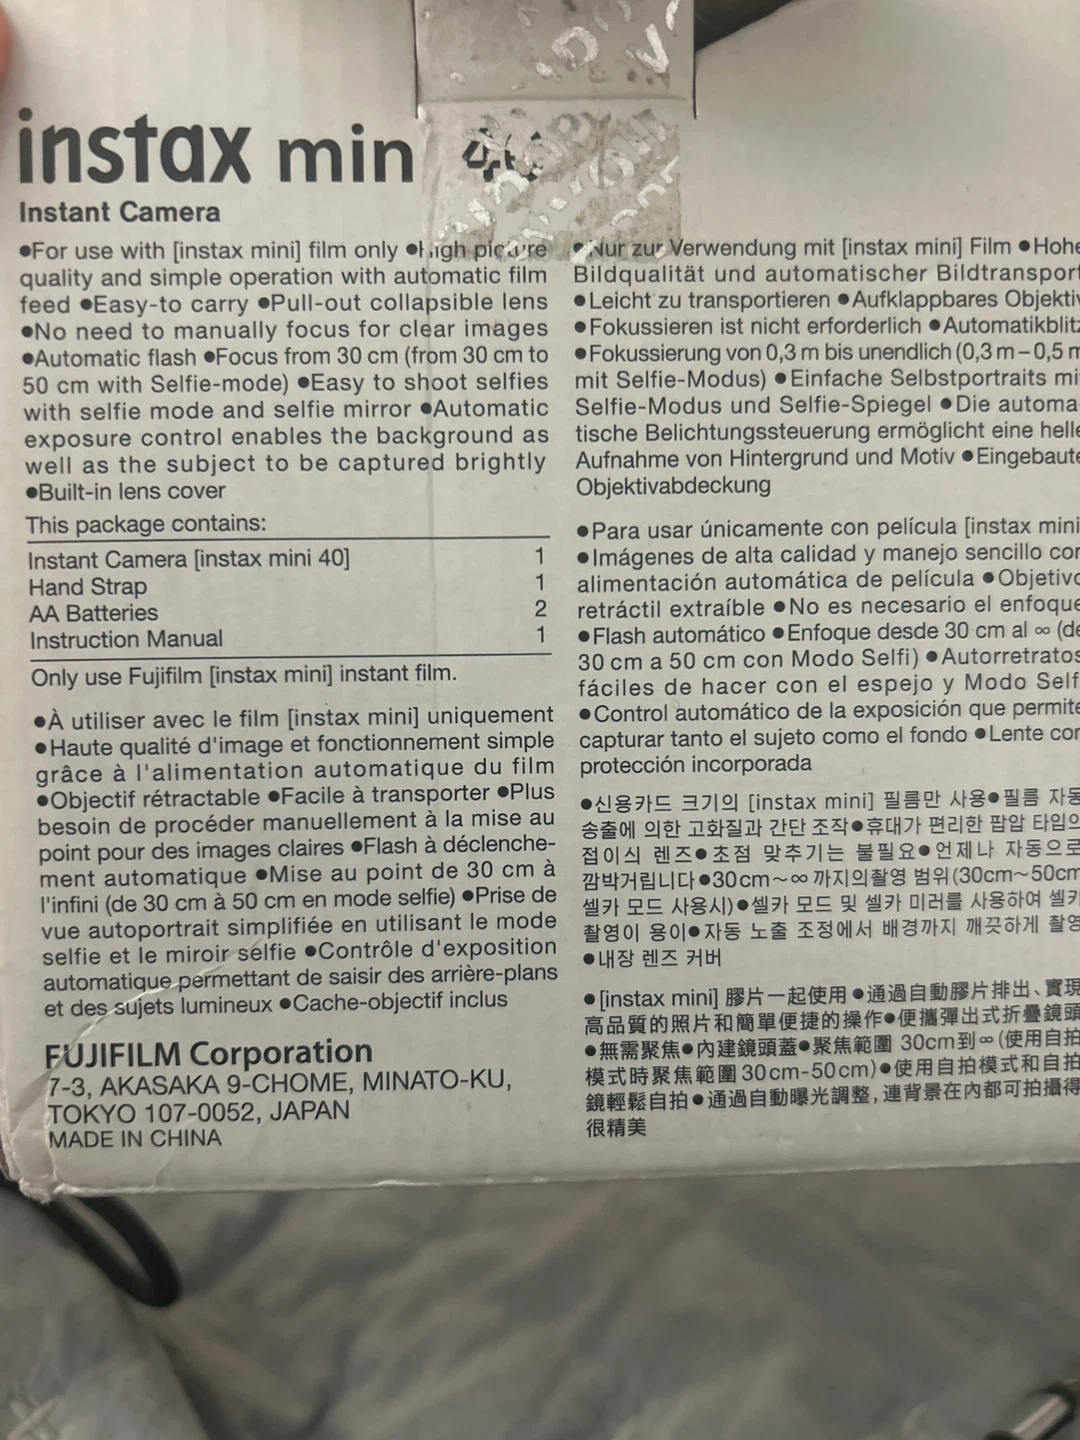 instax min 40
Instant Camera
●For use with [instax mini] film only ●High picture
quality and simple operation with automatic film
feed ●Easy-to carry ●Pull-out collapsible lens
●No need to manually focus for clear images
●Automatic flash ●Focus from 30 cm (from 30 cm to
50 cm with Selfie-mode) ●Easy to shoot selfies
with selfie mode and selfie mirror ●Automatic
exposure control enables the background as
well as the subject to be captured brightly
●Built-in lens cover
This package contains:
Instant Camera [instax mini 40] 1
Hand Strap 1
AA Batteries 2
Instruction Manual 1
Only use Fujifilm [instax mini] instant film.
●À utiliser avec le film [instax mini] uniquement
●Haute qualité d'image et fonctionnement simple
grâce à l'alimentation automatique du film
●Objectif rétractable ●Facile à transporter ●Plus
besoin de procéder manuellement à la mise au
point pour des images claires ●Flash à déclenche-
ment automatique ●Mise au point de 30 cm à
l'infini (de 30 cm à 50 cm en mode selfie) ●Prise de
vue autoportrait simplifiée en utilisant le mode
selfie et le miroir selfie ●Contrôle d'exposition
automatique permettant de saisir des arrière-plans
et des sujets lumineux ●Cache-objectif inclus
FUJIFILM Corporation
7-3, AKASAKA 9-CHOME, MINATO-KU,
TOKYO 107-0052, JAPAN
MADE IN CHINA
●Nur zur Verwendung mit [instax mini] Film ●Hohe
Bildqualität und automatischer Bildtransport
●Leicht zu transportieren ●Aufklappbares Objektiv
●Fokussieren ist nicht erforderlich ●Automatikblitz
●Fokussierung von 0,3 m bis unendlich (0,3 m – 0,5 m
mit Selfie-Modus) ●Einfache Selbstportraits mit
Selfie-Modus und Selfie-Spiegel ●Die automa-
tische Belichtungssteuerung ermöglicht eine helle
Aufnahme von Hintergrund und Motiv ●Eingebaute
Objektivabdeckung
●Para usar únicamente con película [instax mini]
●Imágenes de alta calidad y manejo sencillo con
alimentación automática de película ●Objetivo
retráctil extraíble ●No es necesario el enfoque
●Flash automático ●Enfoque desde 30 cm al ∞ (de
30 cm a 50 cm con Modo Selfi) ●Autorretratos
fáciles de hacer con el espejo y Modo Selfi
●Control automático de la exposición que permite
capturar tanto el sujeto como el fondo ●Lente con
protección incorporada
●신용카드 크기의 [instax mini] 필름만 사용●필름 자동
송출에 의한 고화질과 간단 조작●휴대가 편리한 팝압 타입의
접이식 렌즈● 초점 맞추기는 불필요●언제나 자동으로
깜박거립니다●30cm～∞까지의촬영 범위(30cm～50cm
셀카 모드 사용시)●셀카 모드 및 셀카 미러를 사용하여 셀카
촬영이 용이●자동 노출 조정에서 배경까지 깨끗하게 촬영
●내장 렌즈 커버
●[instax mini] 膠片一起使用 ●通過自動膠片排出、實現
高品質的照片和簡單便捷的操作●便攜彈出式折疊鏡頭
●無需聚焦●內建鏡頭蓋●聚焦範圍 30cm到∞(使用自拍
模式時聚焦範圍30cm-50cm)●使用自拍模式和自拍
鏡輕鬆自拍●通過自動曝光調整,連背景在內都可拍攝得
很精美